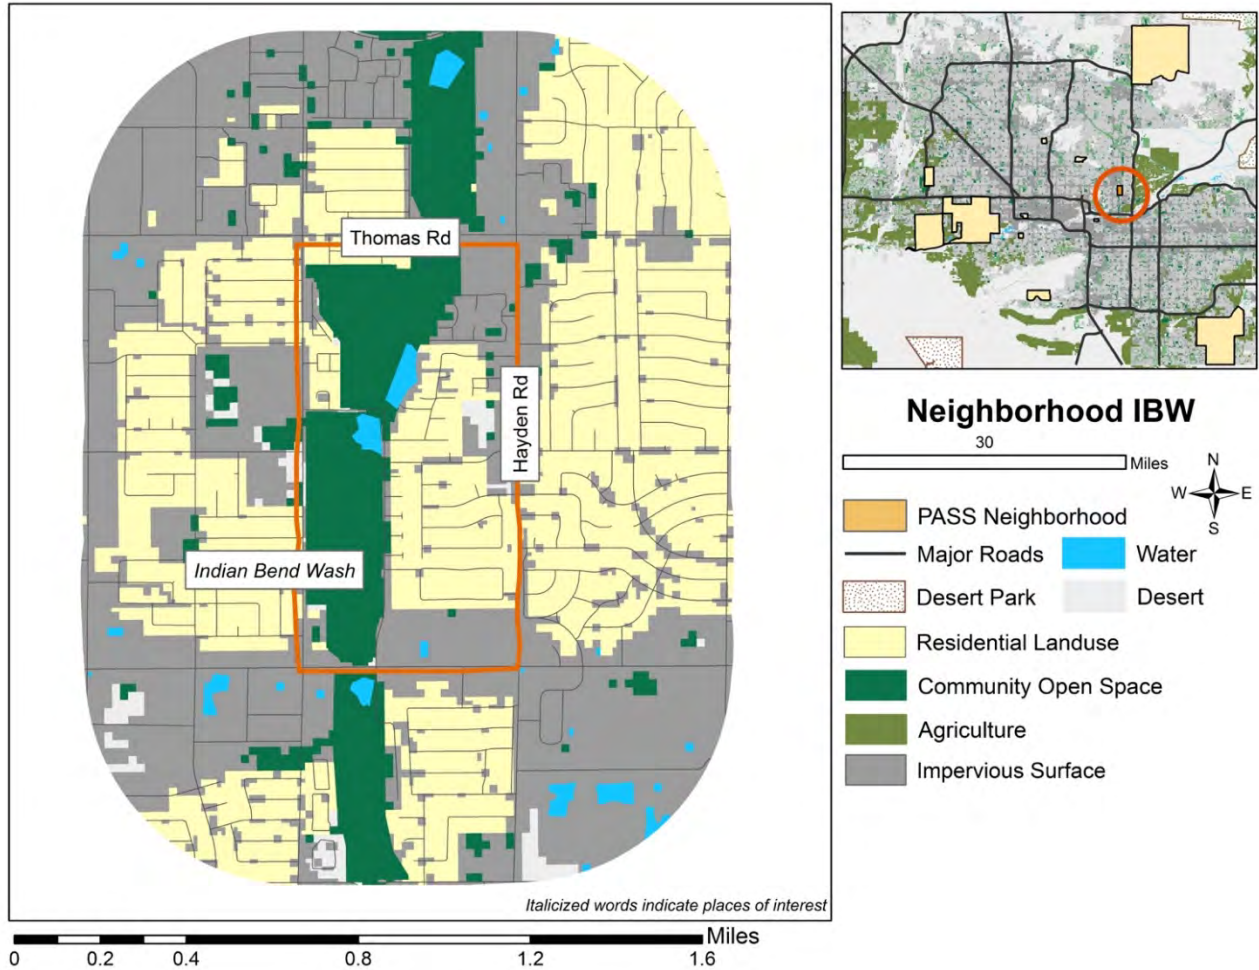 Thomas Rd
Hayden Rd
Indian Bend Wash
Italicized words indicate places of interest
0 0.2 0.4 0.8 1.2 1.6 Miles
Neighborhood IBW
30
Miles
N
W E
S
PASS Neighborhood
Major Roads Water
Desert Park Desert
Residential Landuse
Community Open Space
Agriculture
Impervious Surface